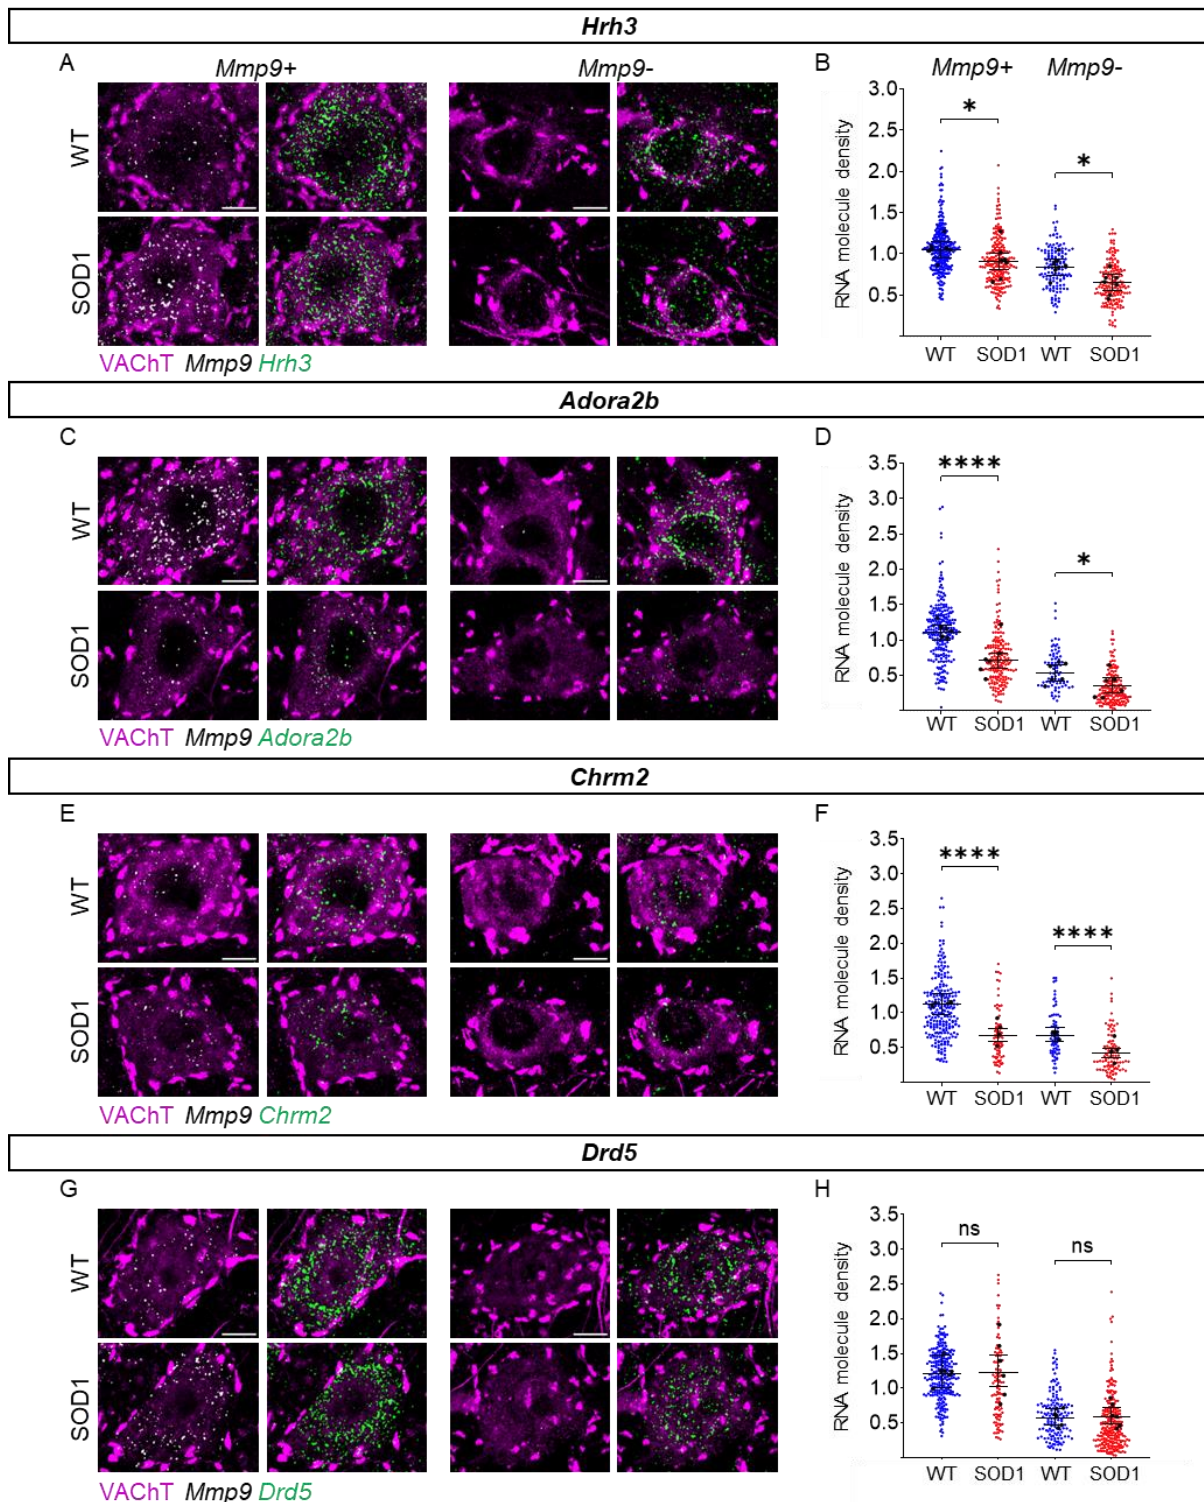 Hrh3
A
Mmp9+
Mmp9-
B
Mmp9+
Mmp9-
WT
SOD1
RNA molecule density
3.0
2.5
2.0
1.5
1.0
0.5
*
*
WT SOD1 WT SOD1
VAChT Mmp9 Hrh3
Adora2b
C
D
WT
SOD1
RNA molecule density
3.5
3.0
2.5
2.0
1.5
1.0
0.5
****
*
WT SOD1 WT SOD1
VAChT Mmp9 Adora2b
Chrm2
E
F
WT
SOD1
RNA molecule density
3.5
3.0
2.5
2.0
1.5
1.0
0.5
****
****
WT SOD1 WT SOD1
VAChT Mmp9 Chrm2
Drd5
G
H
WT
SOD1
RNA molecule density
3.5
3.0
2.5
2.0
1.5
1.0
0.5
ns
ns
WT SOD1 WT SOD1
VAChT Mmp9 Drd5